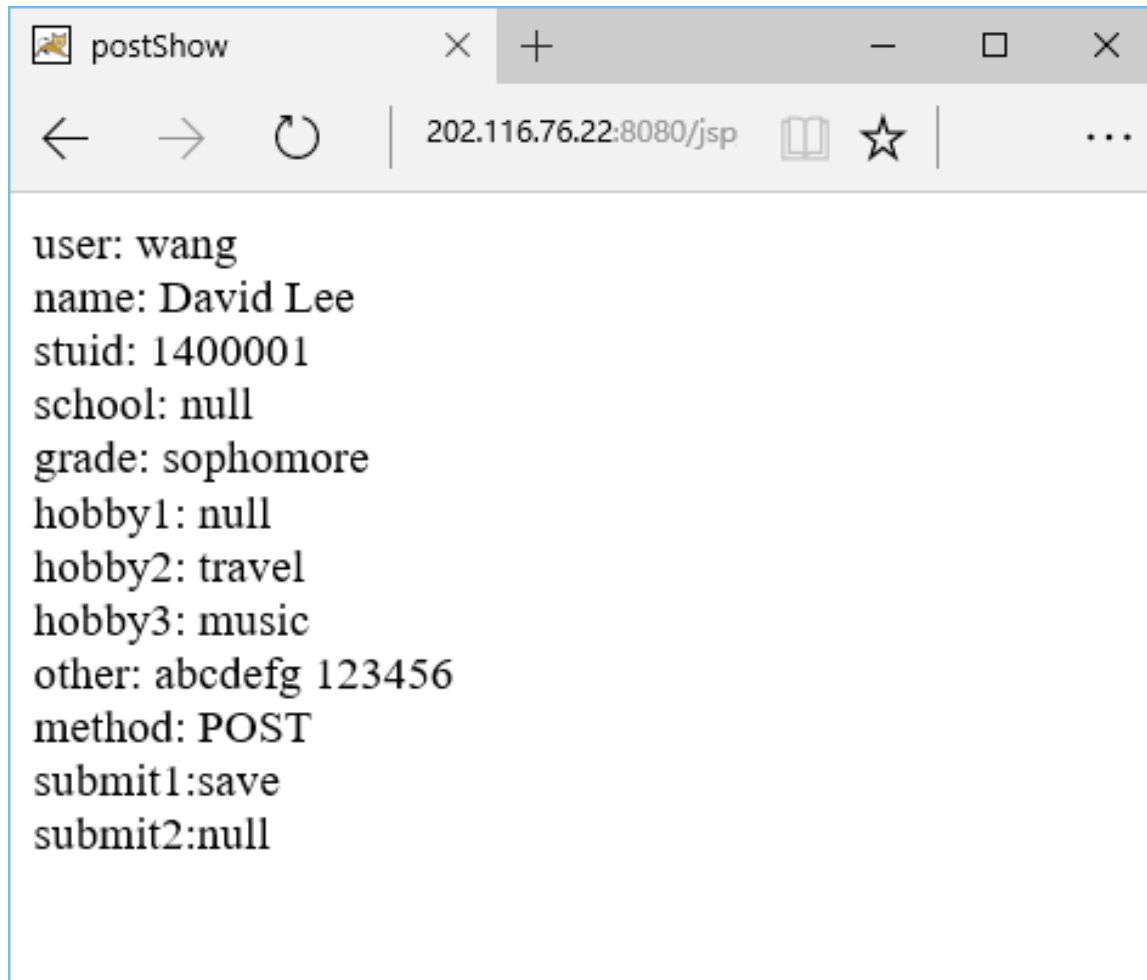 postShow
202.116.76.22:8080/jsp
user: wang
name: David Lee
stuid: 1400001
school: null
grade: sophomore
hobby1: null
hobby2: travel
hobby3: music
other: abcdefg 123456
method: POST
submit1:save
submit2:null